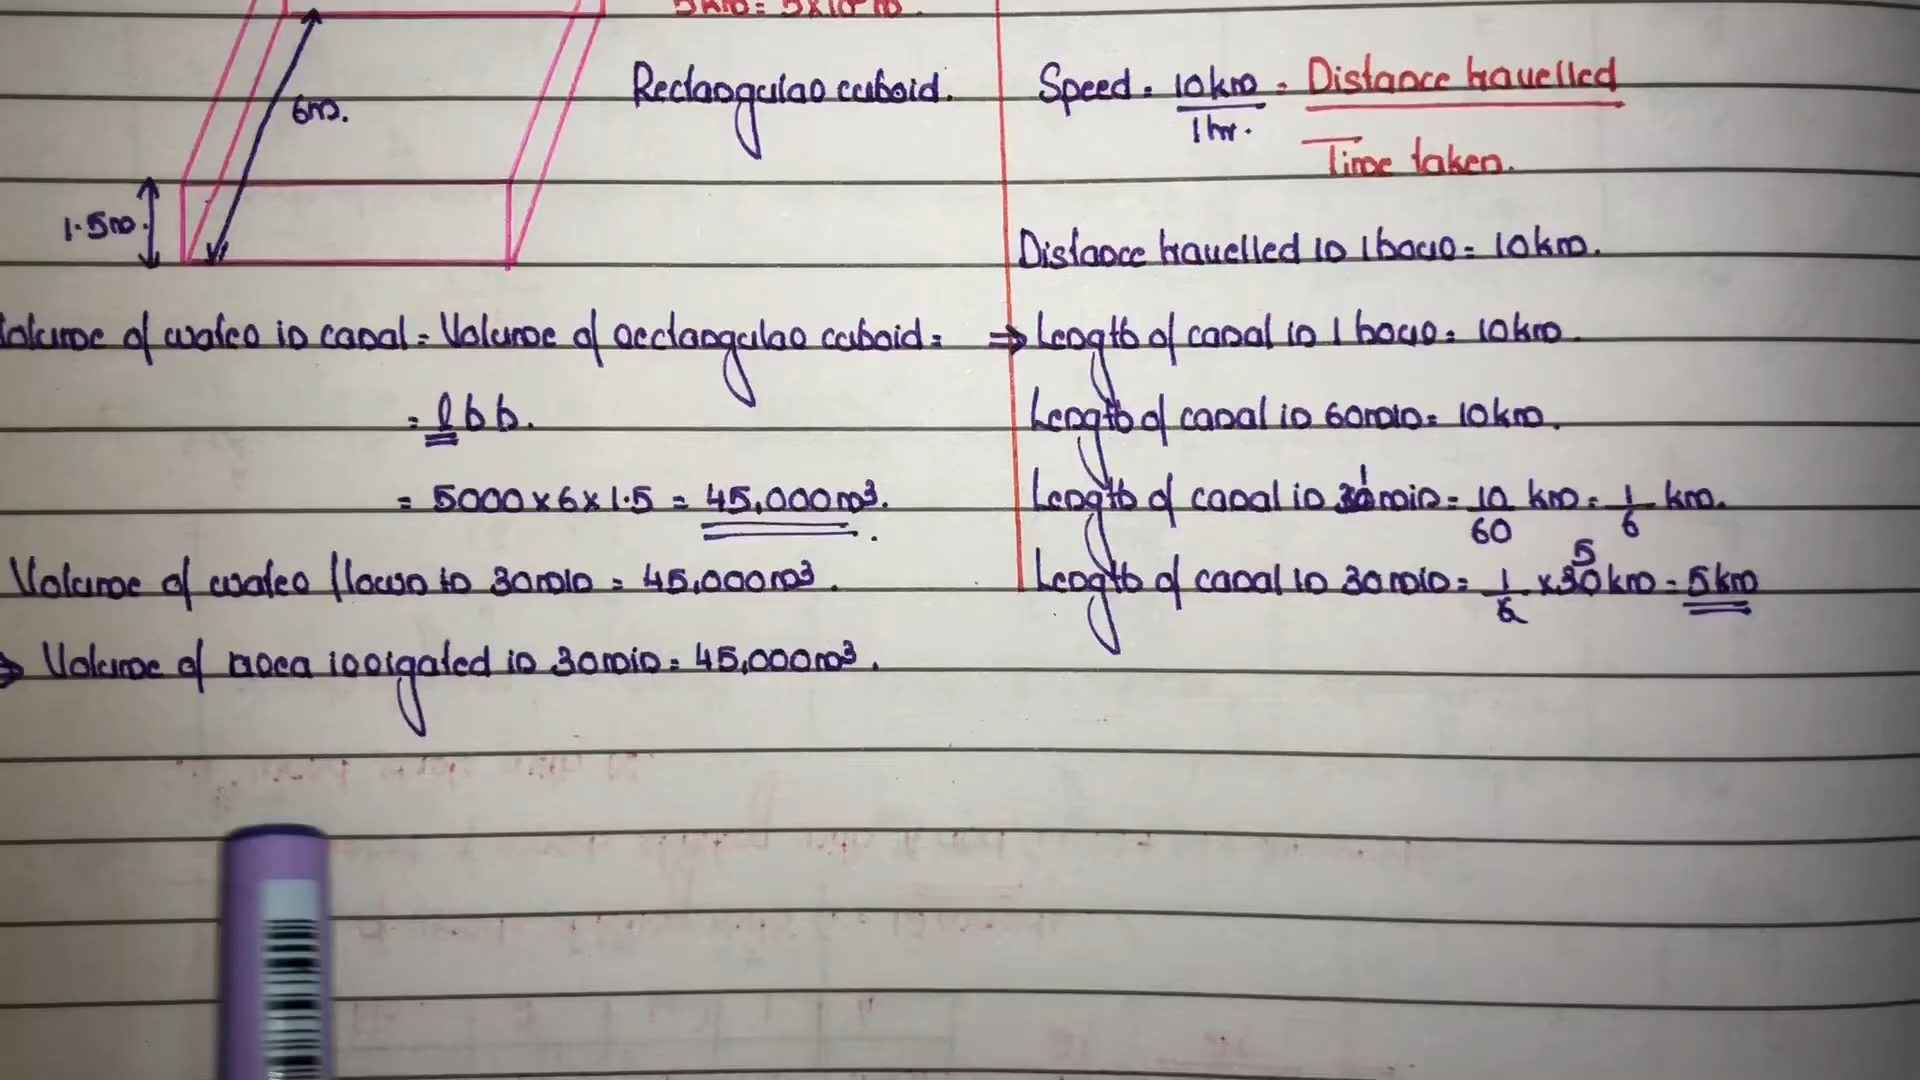 5km = 5×10³m.
6m.
Rectangular cuboid.
1.5m.
Volume of water in canal = Volume of rectangular cuboid =
= l b h.
= 5000 × 6 × 1.5 = 45,000m³.
Volume of water flown in 30min = 45,000m³.
⇒ Volume of area irrigated in 30min = 45,000m³.
Speed = 10km/1hr. = Distance travelled/Time taken.
Distance travelled in 1hour = 10km.
⇒ Length of canal in 1 hour = 10km.
Length of canal in 60min = 10km.
Length of canal in 1min = 10/60 km = 1/6 km.
Length of canal in 30min = 1/6 × 30 5 km = 5km